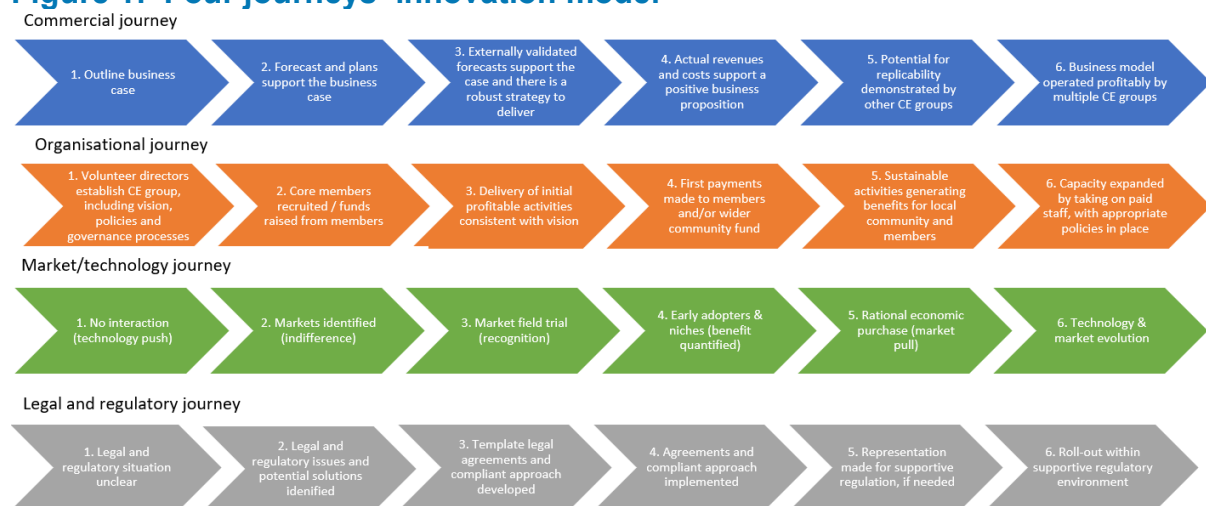 Figure 1: Four journeys' innovation model
Commercial journey
1. Outline business
case
2. Forecast and plans
support the business
case
3. Externally validated
forecasts support the
case and there is a
robust strategy to
deliver
4. Actual revenues
and costs support a
positive business
proposition
5. Potential for
replicability
demonstrated by
other CE groups
6. Business model
operated profitably by
multiple CE groups
Organisational journey
1. Volunteer directors
establish CE group,
including vision,
policies and
governance processes
2. Core members
recruited / funds
raised from members
3. Delivery of initial
profitable activities
consistent with vision
4. First payments
made to members
and/or wider
community fund
5. Sustainable
activities generating
benefits for local
community and
members
6. Capacity expanded
by taking on paid
staff, with appropriate
policies in place
Market/technology journey
1. No interaction
(technology push)
2. Markets identified
(indifference)
3. Market field trial
(recognition)
4. Early adopters &
niches (benefit
quantified)
5. Rational economic
purchase (market
pull)
6. Technology &
market evolution
Legal and regulatory journey
1. Legal and
regulatory situation
unclear
2. Legal and
regulatory issues and
potential solutions
idenified
3. Template legal
agreements and
compliant approach
developed
4. Agreements and
compliant approach
implemented
5. Representation
made for supportive
regulation, if needed
6. Roll-out within
supportive regulatory
environment